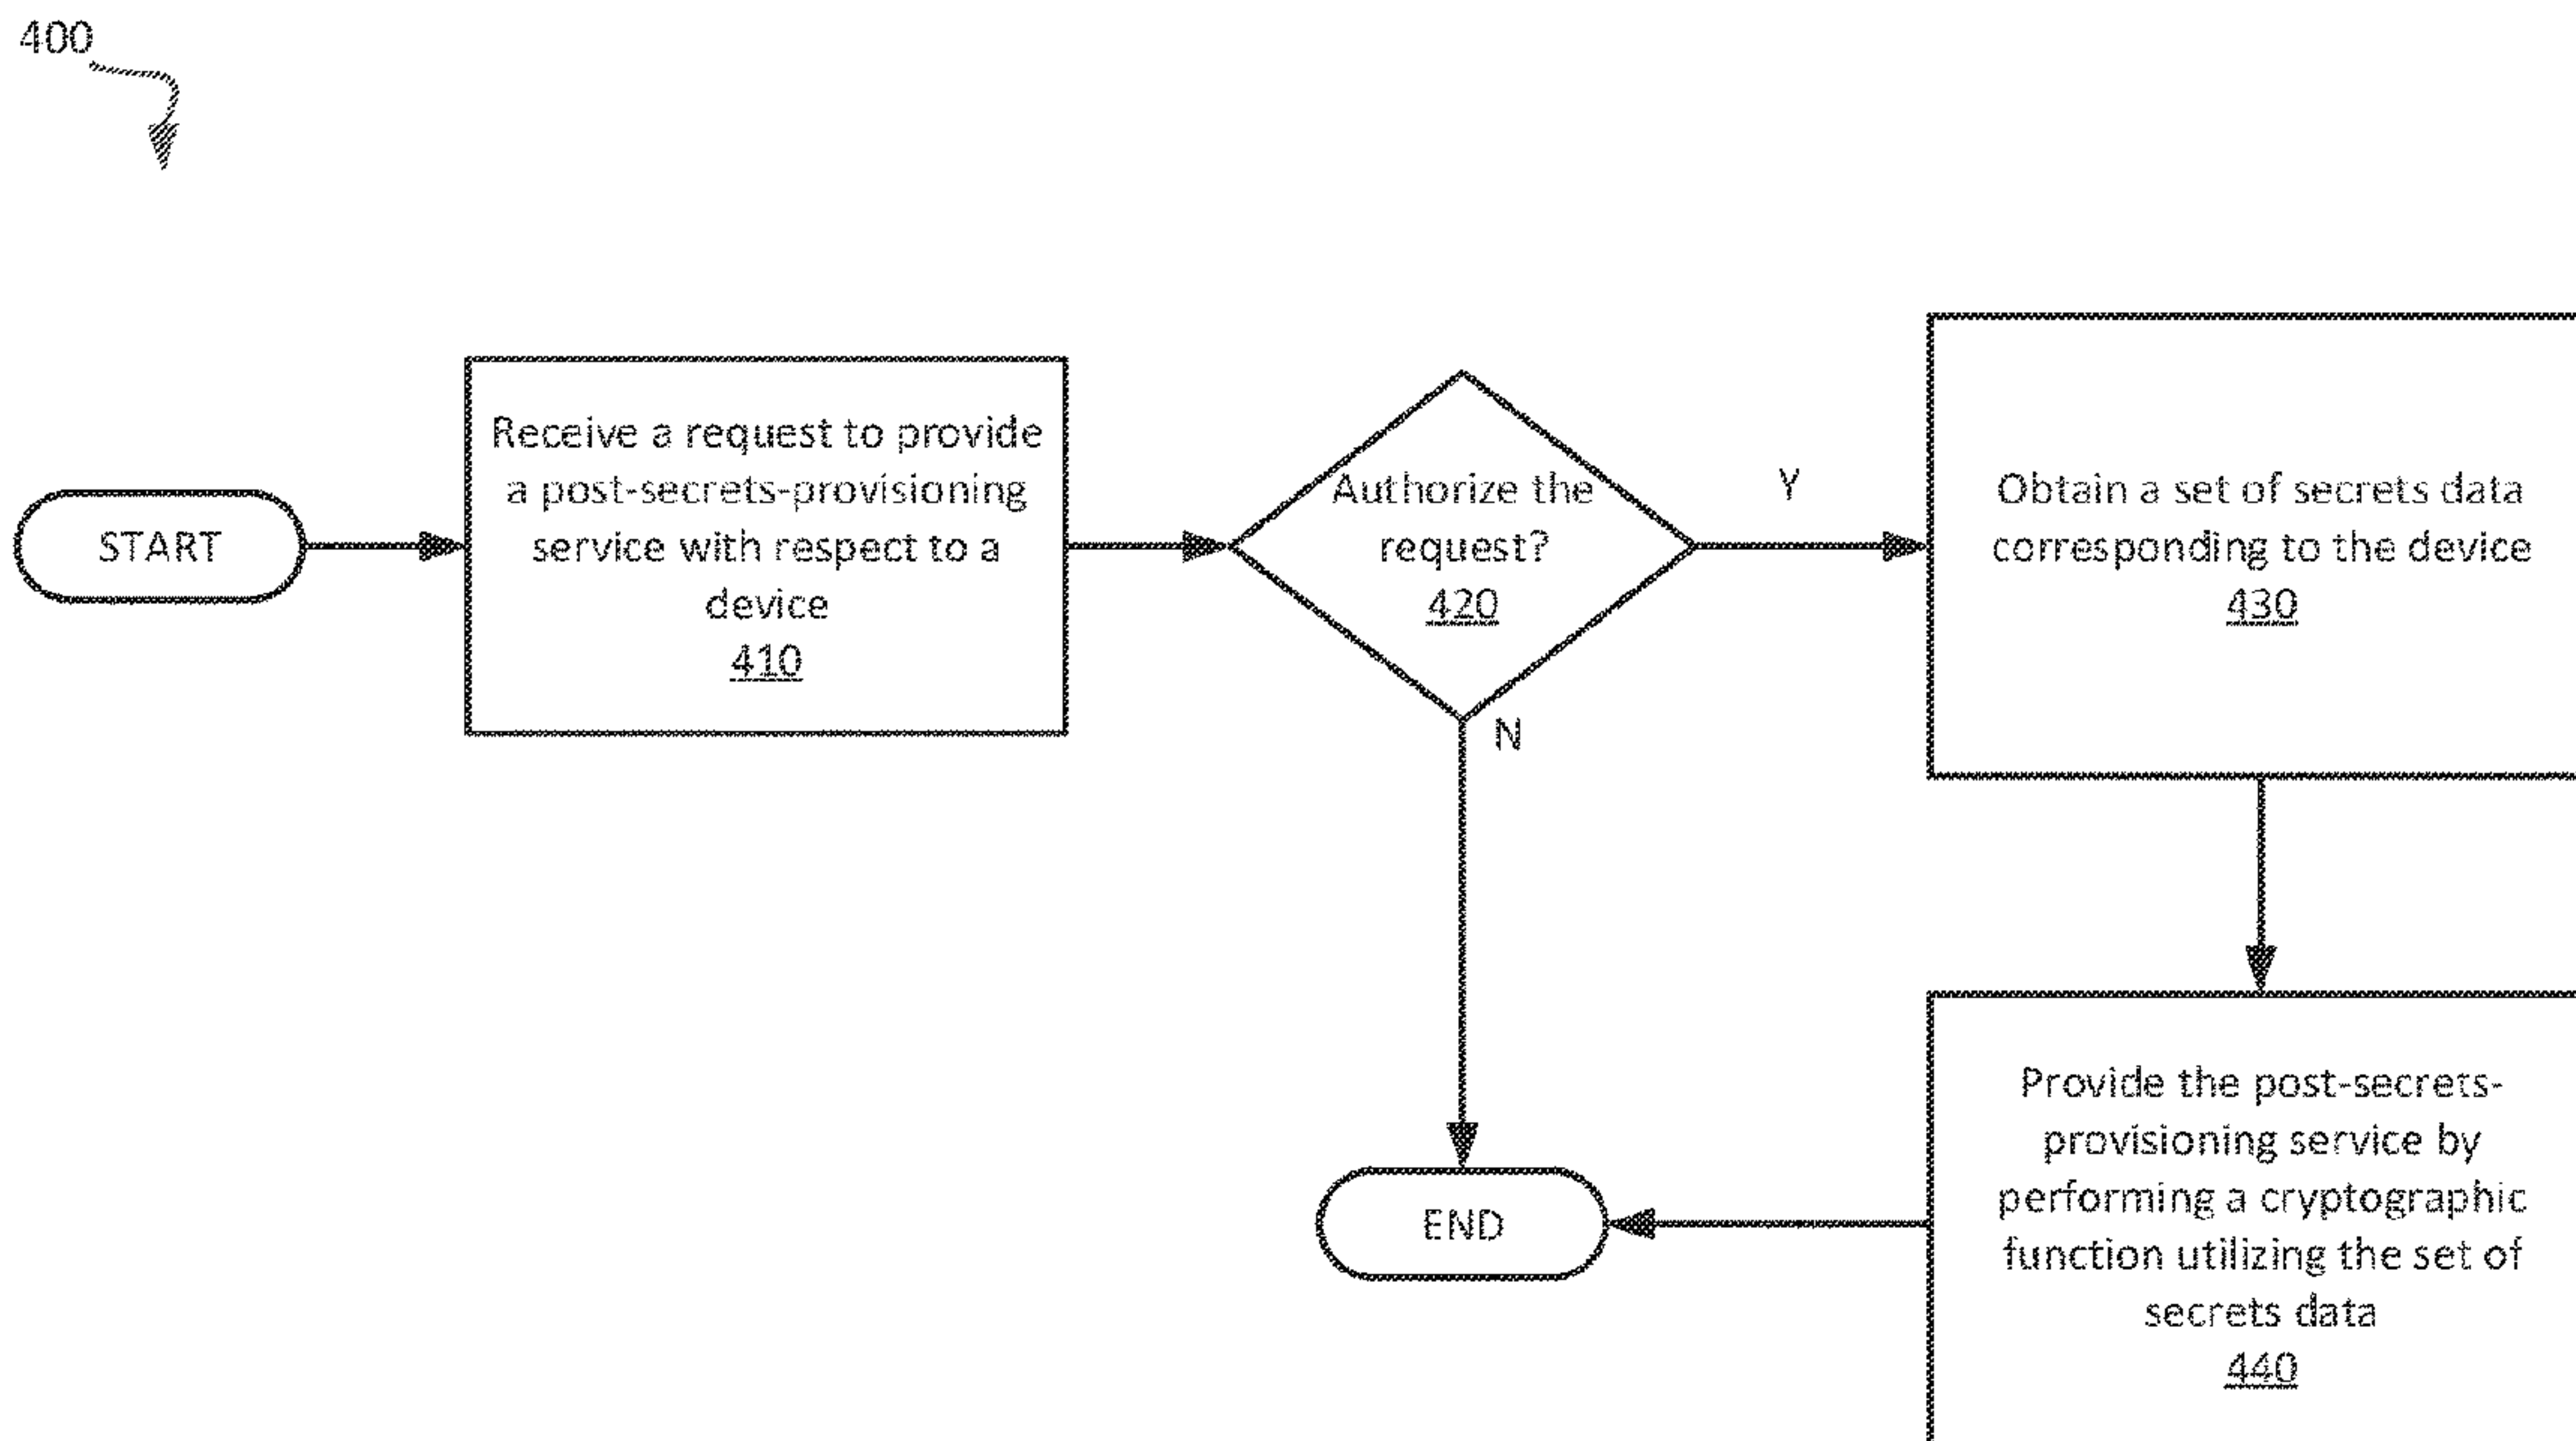 400
START
Receive a request to provide
a post-secrets-provisioning
service with respect to a
device
410
Authorize the
request?
420
Y
N
Obtain a set of secrets data
corresponding to the device
430
Provide the post-secrets-
provisioning service by
performing a cryptographic
function utilizing the set of
secrets data
440
END